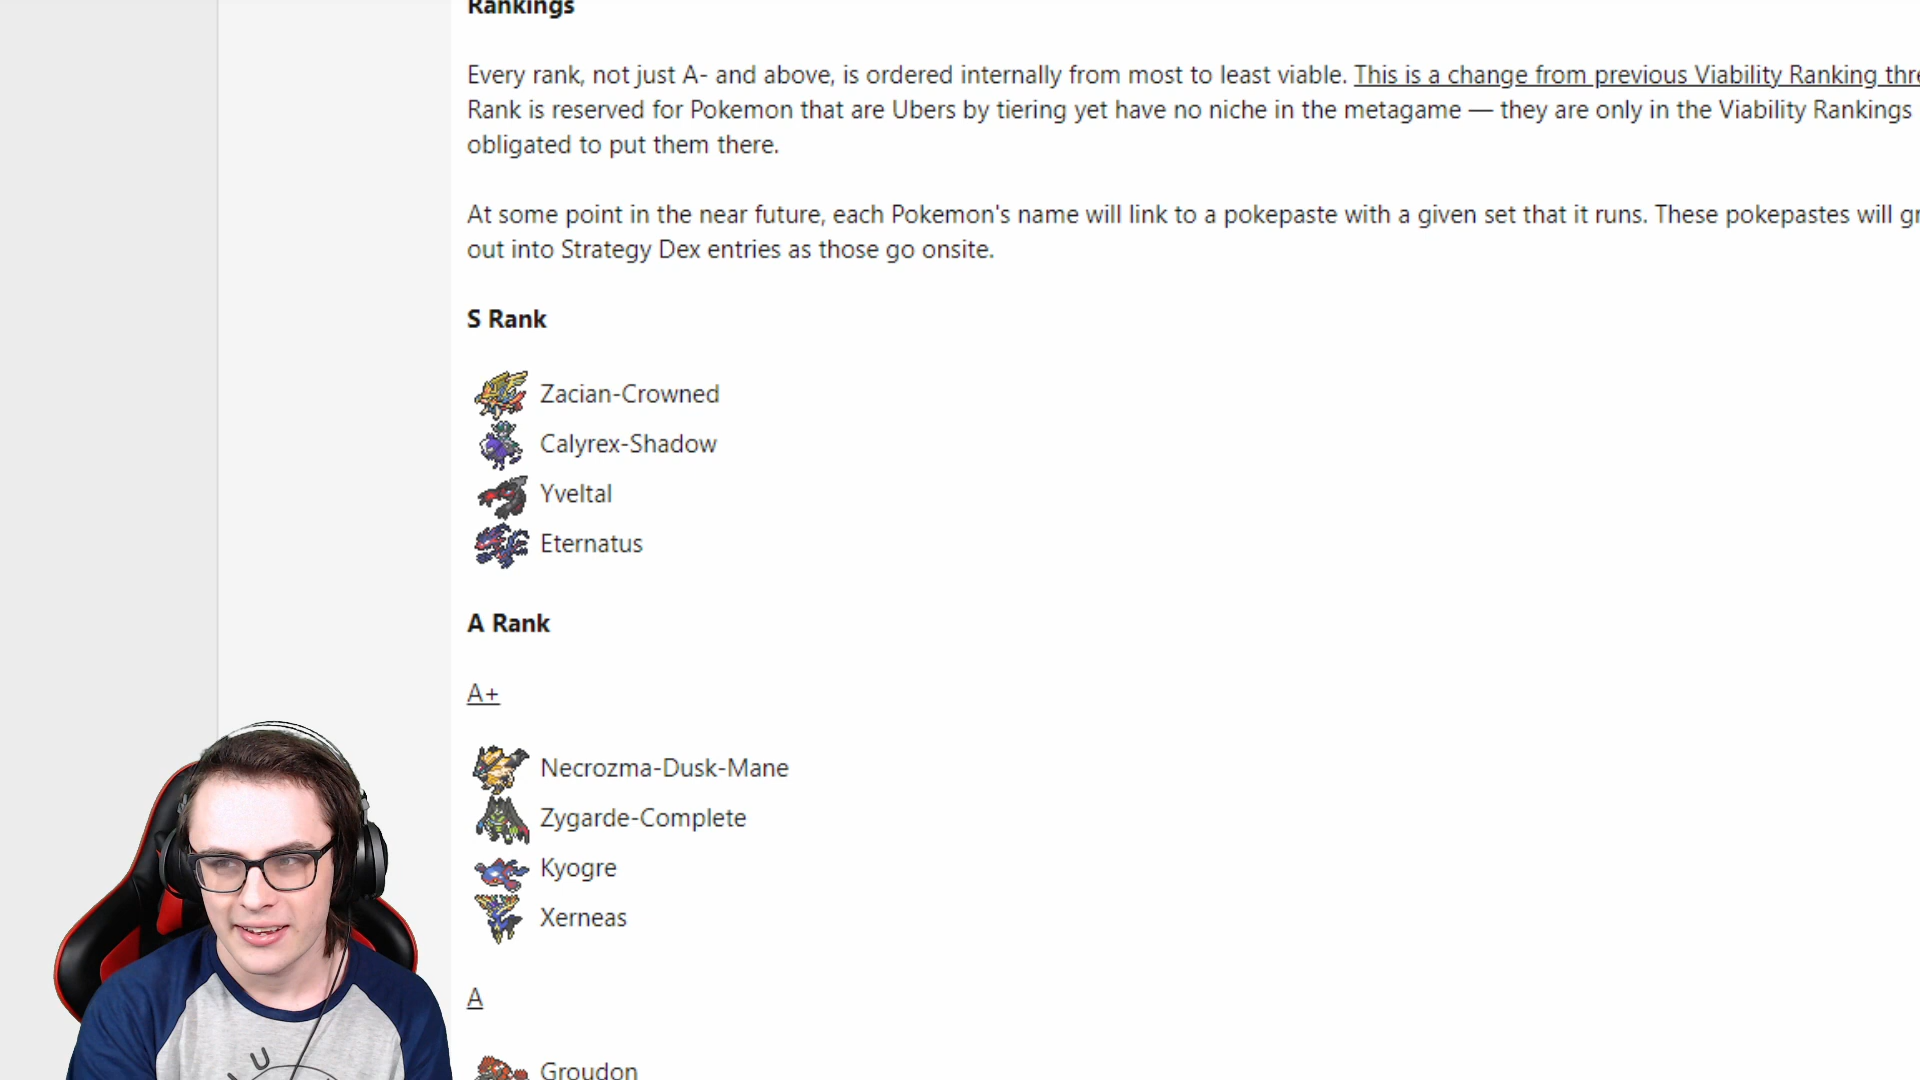 Rankings
Every rank, not just A- and above, is ordered internally from most to least viable. This is a change from previous Viability Ranking
Rank is reserved for Pokemon that are Ubers by tiering yet have no niche in the metagame — they are only in the Viability Rankings
obligated to put them there.
At some point in the near future, each Pokemon's name will link to a pokepaste with a given set that it runs. These pokepastes will
out into Strategy Dex entries as those go onsite.
S Rank
Zacian-Crowned
Calyrex-Shadow
Yveltal
Eternatus
A Rank
A+
Necrozma-Dusk-Mane
Zygarde-Complete
Kyogre
Xerneas
A
Groudon